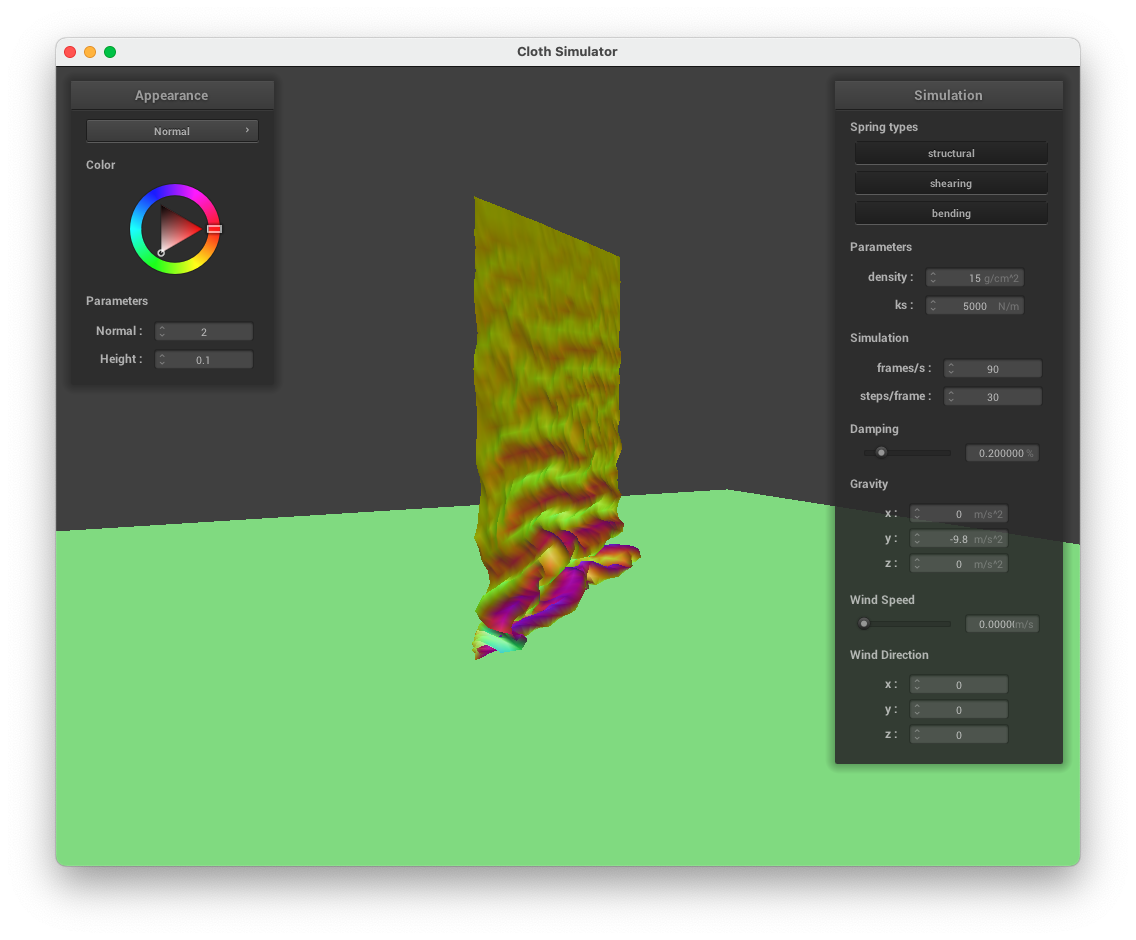 Cloth Simulator
Appearance
Normal
Color
Parameters
Normal : 2
Height : 0.1
Simulation
Spring types
structural
shearing
bending
Parameters
density : 15 g/cm^2
ks : 5000 N/m
Simulation
frames/s : 90
steps/frame : 30
Damping
0.200000 %
Gravity
x : 0 m/s^2
y : -9.8 m/s^2
z : 0 m/s^2
Wind Speed
0.0000 m/s
Wind Direction
x : 0
y : 0
z : 0